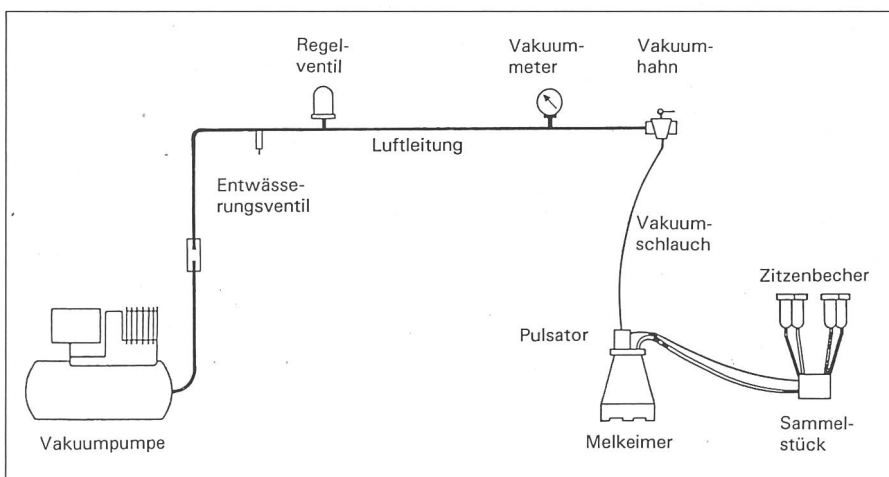 Regel-
ventil
Vakuum-
meter
Vakuum-
hahn
Luftleitung
Entwässe-
rungsventil
Vakuum-
schlauch
Zitzenbecher
Pulsator
Vakuumpumpe
Melkeimer
Sammel-
stück